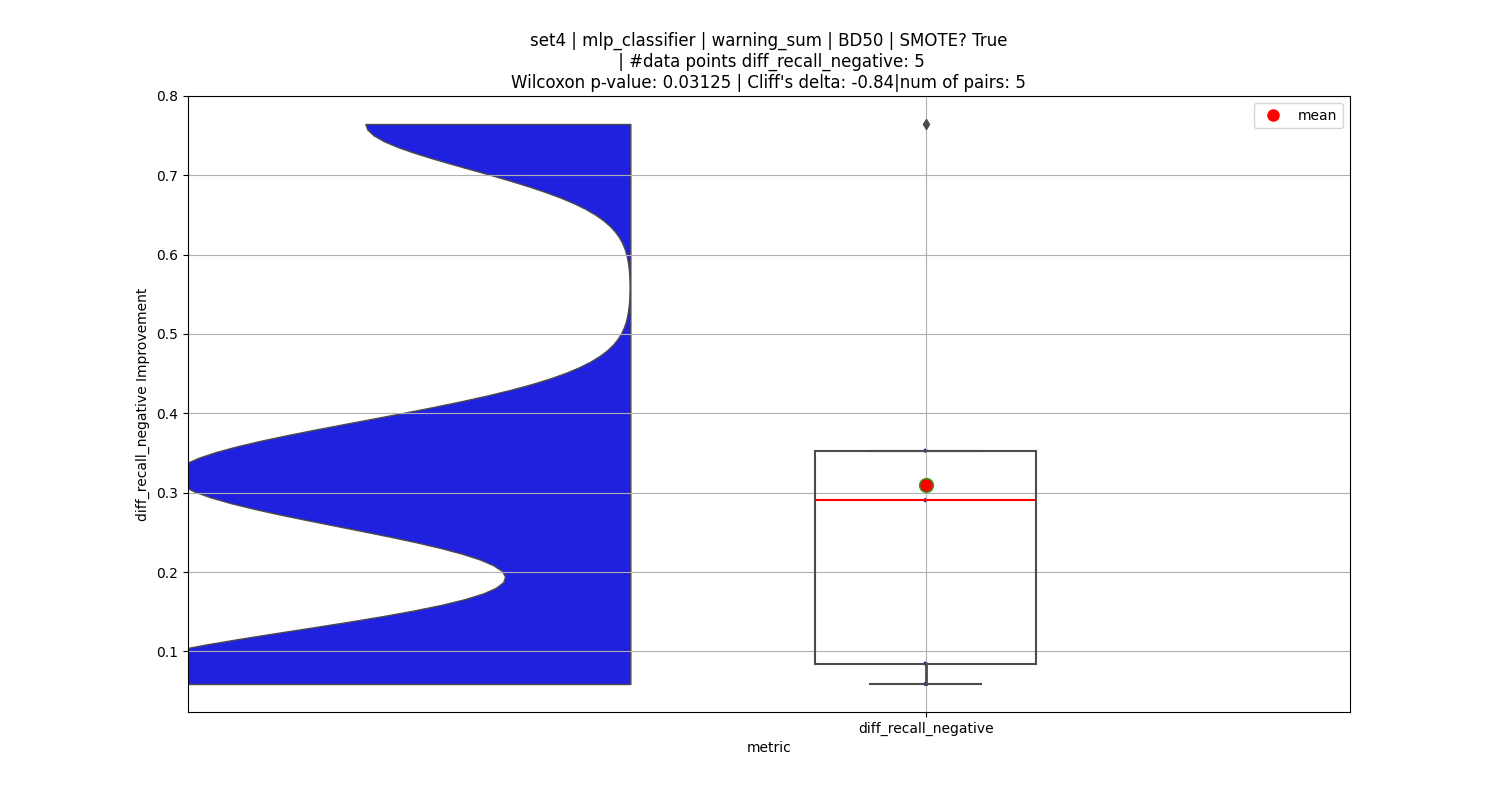 set4 | mlp_classifier | warning_sum | BD50 | SMOTE? True
| #data points diff_recall_negative: 5
Wilcoxon p-value: 0.03125 | Cliff's delta: -0.84|num of pairs: 5
mean
0.8
0.7
0.6
0.5
0.4
0.3
0.2
0.1
diff_recall_negative Improvement
diff_recall_negative
metric